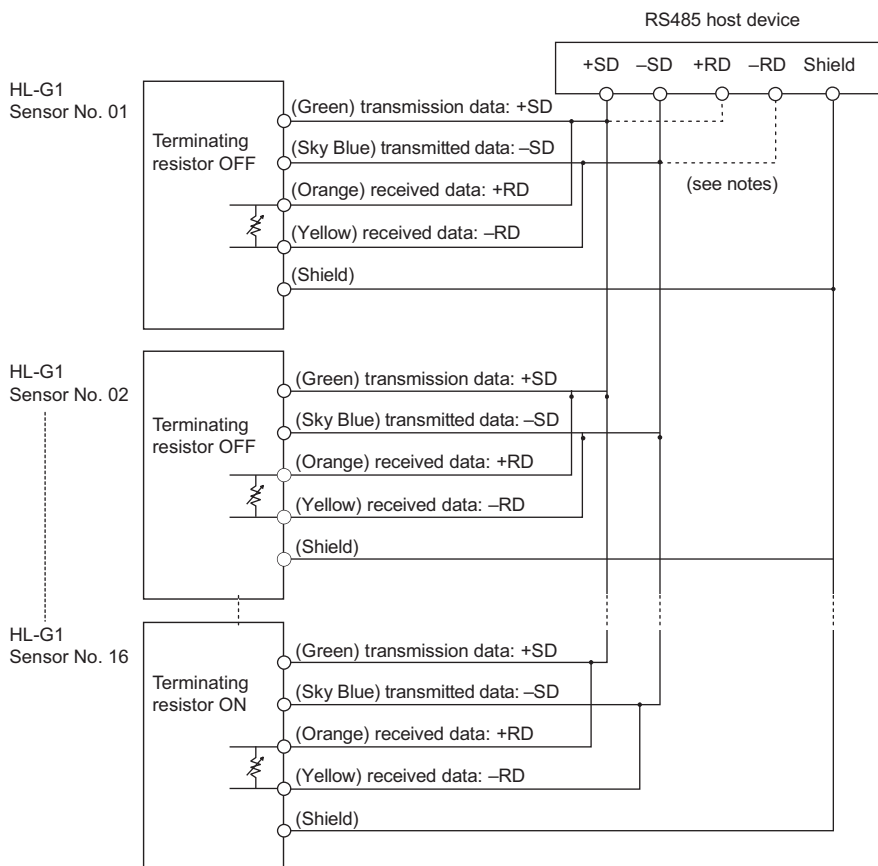 RS485 host device
+SD –SD +RD –RD Shield
HL-G1
Sensor No. 01
Terminating
resistor OFF
(Green) transmission data: +SD
(Sky Blue) transmitted data: –SD
(Orange) received data: +RD
(Yellow) received data: –RD
(Shield)
(see notes)
HL-G1
Sensor No. 02
Terminating
resistor OFF
(Green) transmission data: +SD
(Sky Blue) transmitted data: –SD
(Orange) received data: +RD
(Yellow) received data: –RD
(Shield)
HL-G1
Sensor No. 16
Terminating
resistor ON
(Green) transmission data: +SD
(Sky Blue) transmitted data: –SD
(Orange) received data: +RD
(Yellow) received data: –RD
(Shield)